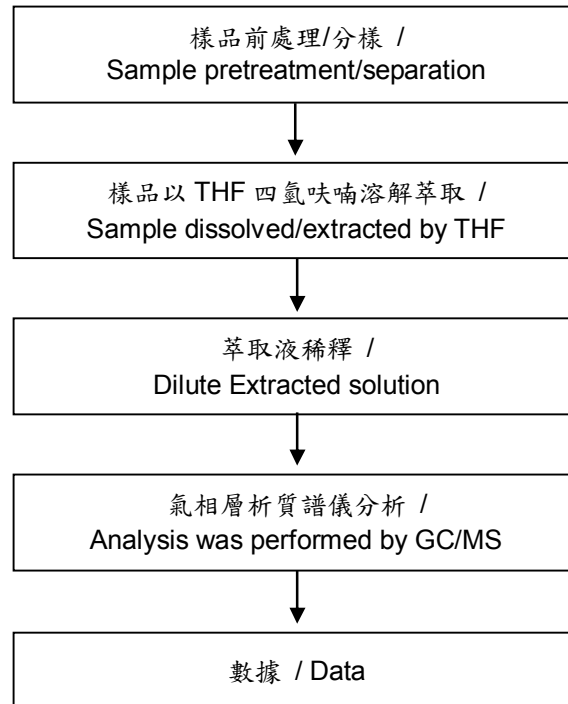 樣品前處理/分樣 /
Sample pretreatment/separation
樣品以 THF 四氫呋喃溶解萃取 /
Sample dissolved/extracted by THF
萃取液稀釋 /
Dilute Extracted solution
氣相層析質譜儀分析 /
Analysis was performed by GC/MS
數據 / Data